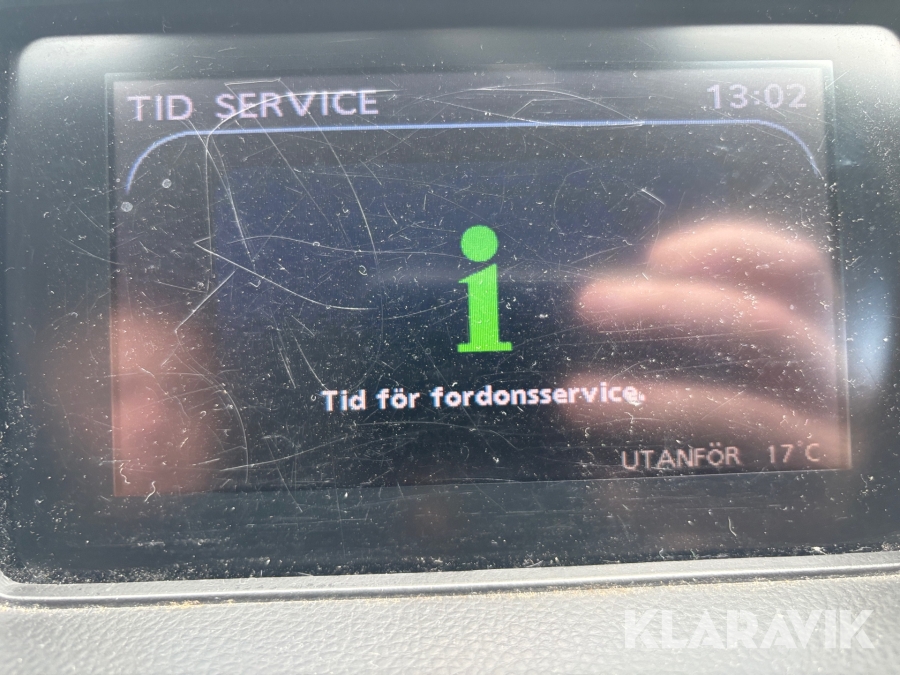 TID SERVICE 13:02
i
Tid för fordonsservice.
UTANFÖR 17°C
KLARAVIK